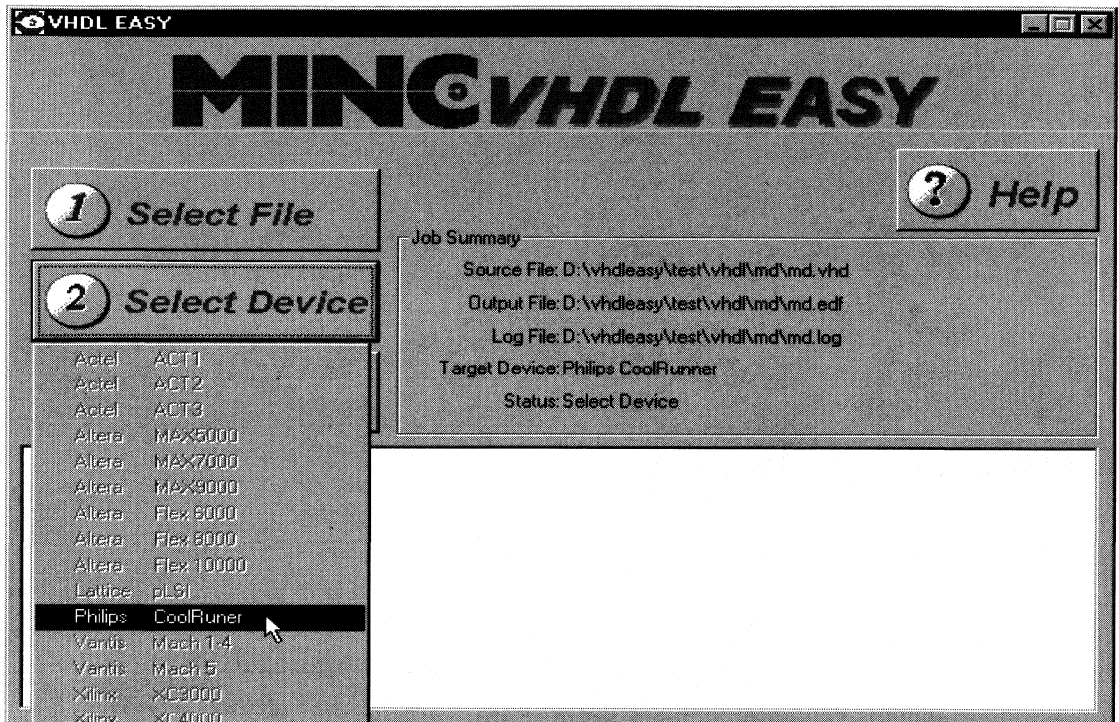 VHDL EASY
MINC VHDL EASY
1 Select File
? Help
2 Select Device
Job Summary
Source File: D:\vhdleasy\test\vhdl\md\md.vhd
Output File: D:\vhdleasy\test\vhdl\md\md.edf
Log File: D:\vhdleasy\test\vhdl\md\md.log
Target Device: Philips CoolRunner
Status: Select Device
Actel ACT1
Actel ACT2
Actel ACT3
Altera MAX5000
Altera MAX7000
Altera MAX9000
Altera Flex 8000
Altera Flex 6000
Altera Flex 10000
Lattice pLSI
Philips CoolRuner
Vantis Mach 1-4
Vantis Mach 5
Xilinx XC3000
Xilinx XC4000